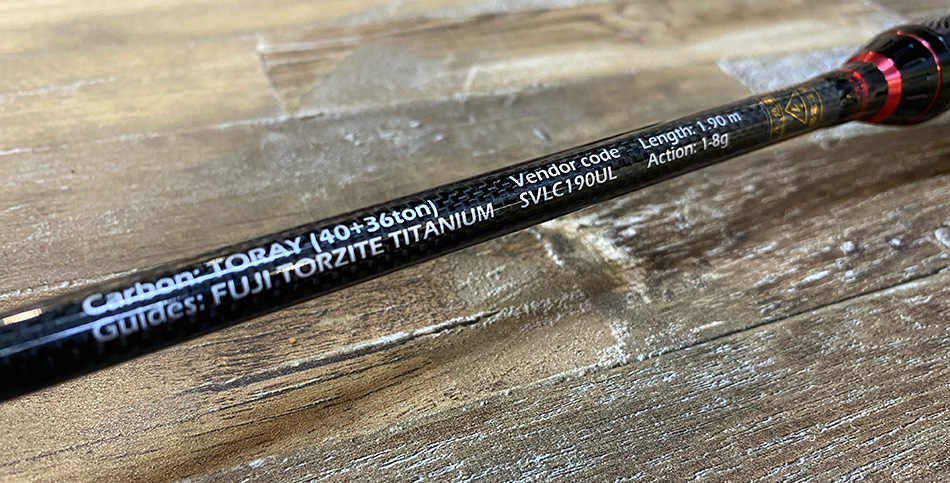 Carbon: TORAY (40+36ton)
Guides: FUJI TORZITE TITANIUM
Vendor code
SVLC190UL
Length: 1.90 m
Action: 1-8g